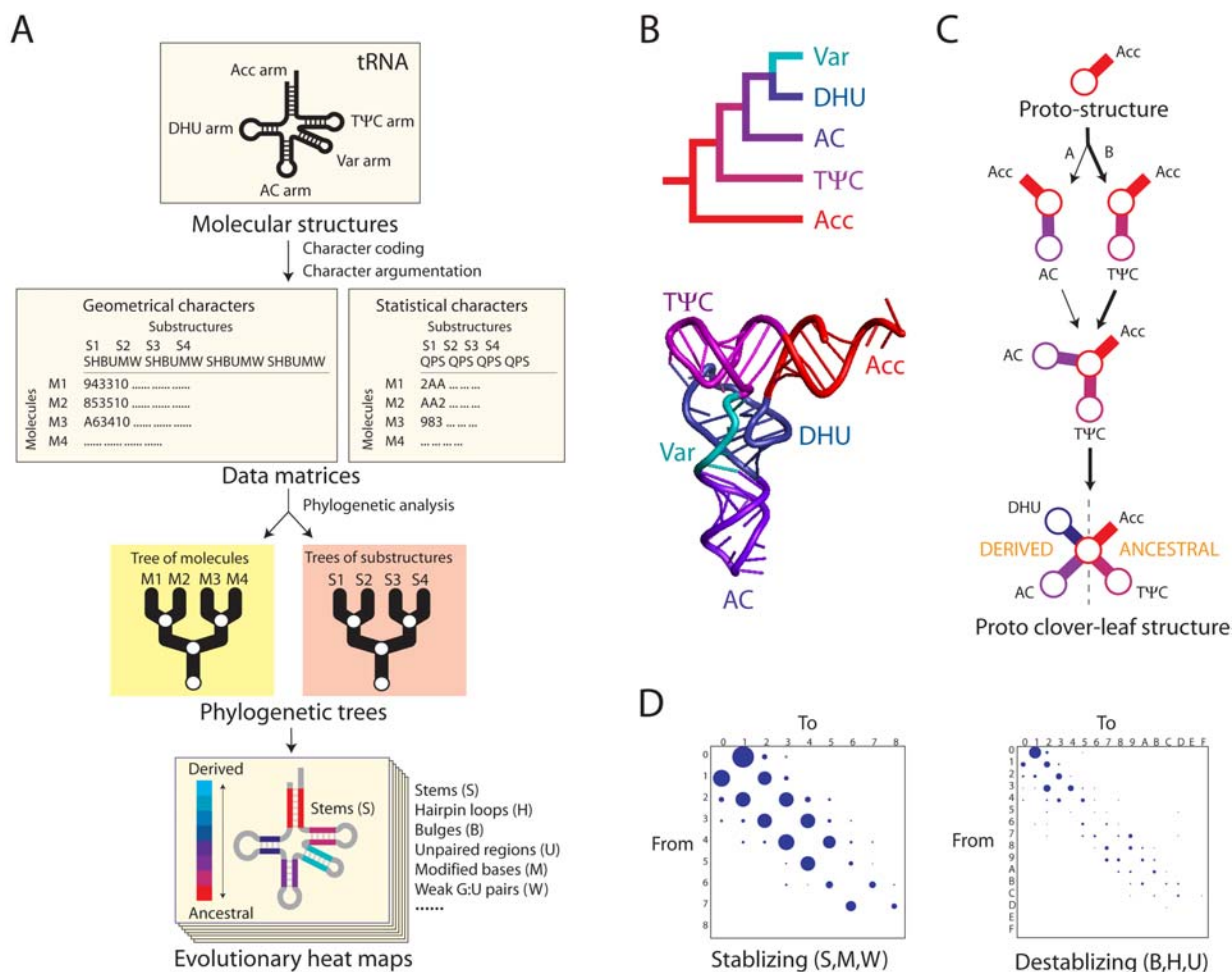 A
tRNA
Acc arm
DHU arm
TΨC arm
Var arm
AC arm
Molecular structures
Character coding
Character argumentation
Geometrical characters
Substructures
S1 S2 S3 S4
SHBUMW SHBUMW SHBUMW SHBUMW
Molecules
M1 943310 ...... ...... ......
M2 853510 ...... ...... ......
M3 A63410 ...... ...... ......
M4 ...... ...... ...... ......
Statistical characters
Substructures
S1 S2 S3 S4
QPS QPS QPS QPS
Molecules
M1 2AA ... ... ...
M2 AA2 ... ... ...
M3 983 ... ... ...
M4 ... ... ... ...
Data matrices
Phylogenetic analysis
Tree of molecules
M1 M2 M3 M4
Trees of substructures
S1 S2 S3 S4
Phylogenetic trees
Derived
Ancestral
Stems (S)
Stems (S)
Hairpin loops (H)
Bulges (B)
Unpaired regions (U)
Modified bases (M)
Weak G:U pairs (W)
......
Evolutionary heat maps
B
Var
DHU
AC
TΨC
Acc
TΨC
Acc
DHU
Var
AC
C
Acc
Proto-structure
A B
Acc Acc
AC TΨC
Acc
AC
TΨC
DHU Acc
DERIVED ANCESTRAL
AC TΨC
Proto clover-leaf structure
D
To
0 1 2 3 4 5 6 7 8
From
0
1
2
3
4
5
6
7
8
Stablizing (S,M,W)
To
0 1 2 3 4 5 6 7 8 9 A B C D E F
From
0
1
2
3
4
5
6
7
8
9
A
B
C
D
E
F
Destablizing (B,H,U)